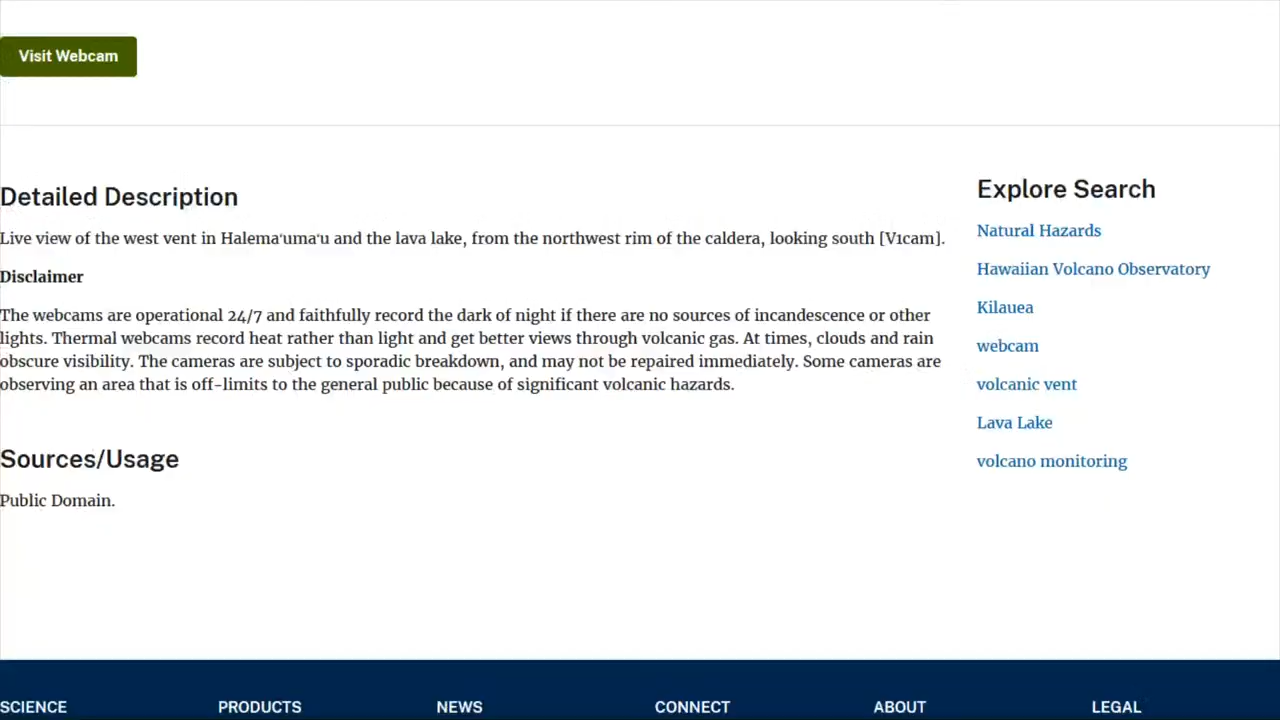 Visit Webcam
Detailed Description
Live view of the west vent in Halemaʻumaʻu and the lava lake, from the northwest rim of the caldera, looking south [V1cam].
Disclaimer
The webcams are operational 24/7 and faithfully record the dark of night if there are no sources of incandescence or other
lights. Thermal webcams record heat rather than light and get better views through volcanic gas. At times, clouds and rain
obscure visibility. The cameras are subject to sporadic breakdown, and may not be repaired immediately. Some cameras are
observing an area that is off-limits to the general public because of significant volcanic hazards.
Sources/Usage
Public Domain.
Explore Search
Natural Hazards
Hawaiian Volcano Observatory
Kilauea
webcam
volcanic vent
Lava Lake
volcano monitoring
SCIENCE
PRODUCTS
NEWS
CONNECT
ABOUT
LEGAL